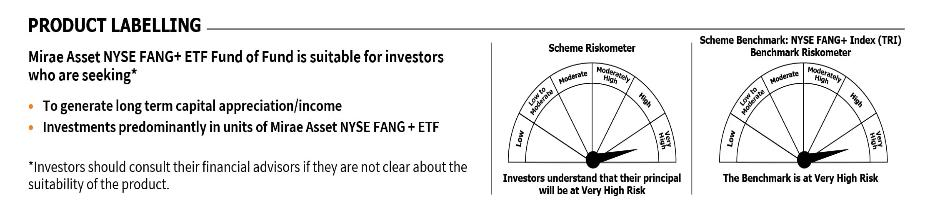 PRODUCT LABELLING
Mirae Asset NYSE FANG+ ETF Fund of Fund is suitable for investors
who are seeking*
• To generate long term capital appreciation/income
• Investments predominantly in units of Mirae Asset NYSE FANG + ETF
*Investors should consult their financial advisors if they are not clear about the
suitability of the product.
Scheme Riskometer
Low
Low to
Moderate
Moderate
Moderately
High
High
Very
High
Investors understand that their principal
will be at Very High Risk
Scheme Benchmark: NYSE FANG+ Index (TRI)
Benchmark Riskometer
Low
Low to
Moderate
Moderate
Moderately
High
High
Very
High
The Benchmark is at Very High Risk